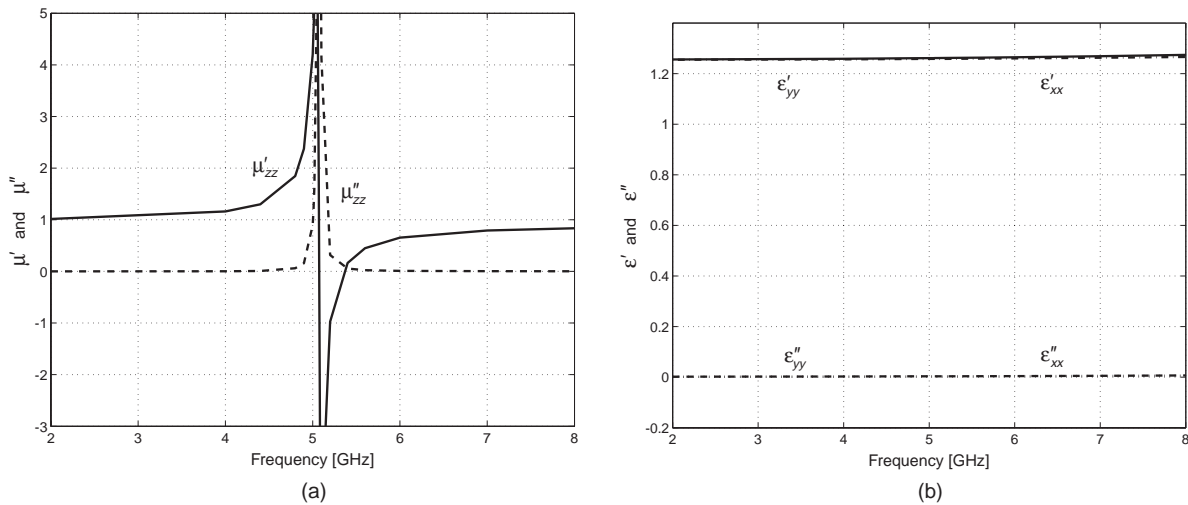 5
4
3
2
1
0
-1
-2
-3
μ′ and μ″
μ′zz
μ″zz
2 3 4 5 6 7 8
Frequency [GHz]
(a)
1.2
1
0.8
0.6
0.4
0.2
0
-0.2
ε′ and ε″
ε′yy
ε′xx
ε″yy
ε″xx
2 3 4 5 6 7 8
Frequency [GHz]
(b)